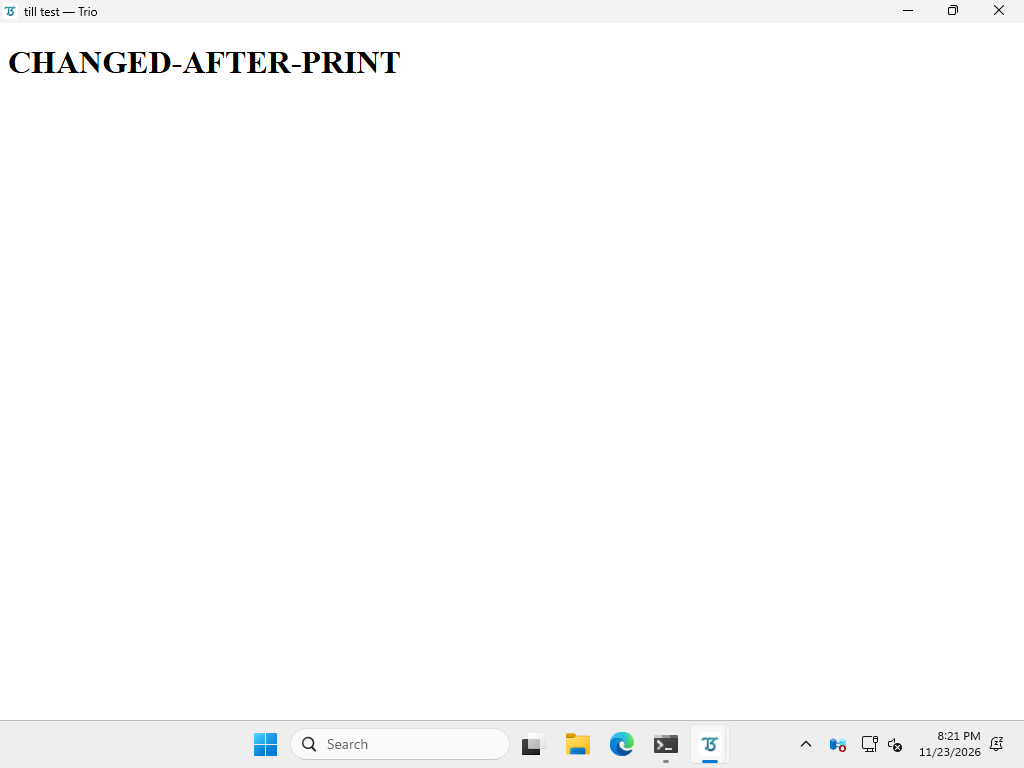 till test — Trio
CHANGED-AFTER-PRINT
Search
8:21 PM
11/23/2026